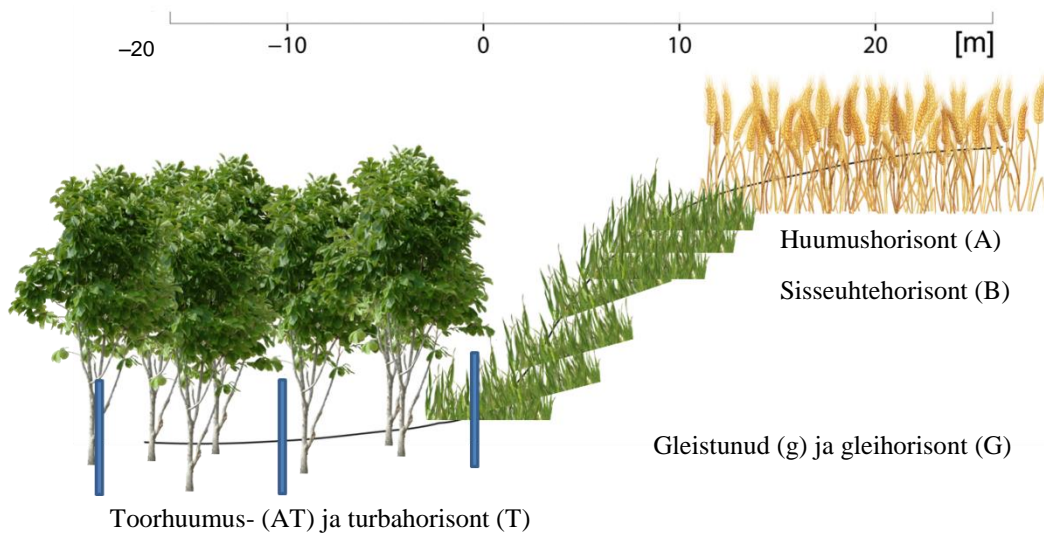 –20 −10 0 10 20 [m]
Huumushorisont (A)
Sisseuhtehorisont (B)
Gleistunud (g) ja gleihorisont (G)
Toorhuumus- (AT) ja turbahorisont (T)